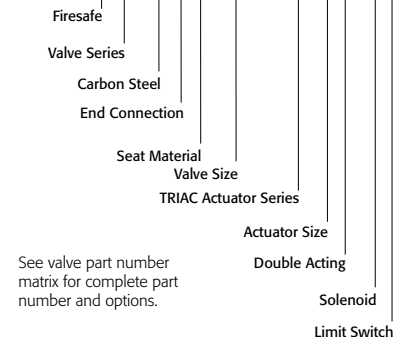 Firesafe
Valve Series
Carbon Steel
End Connection
Seat Material
Valve Size
TRIAC Actuator Series
Actuator Size
See valve part number
matrix for complete part
number and options.
Double Acting
Solenoid
Limit Switch